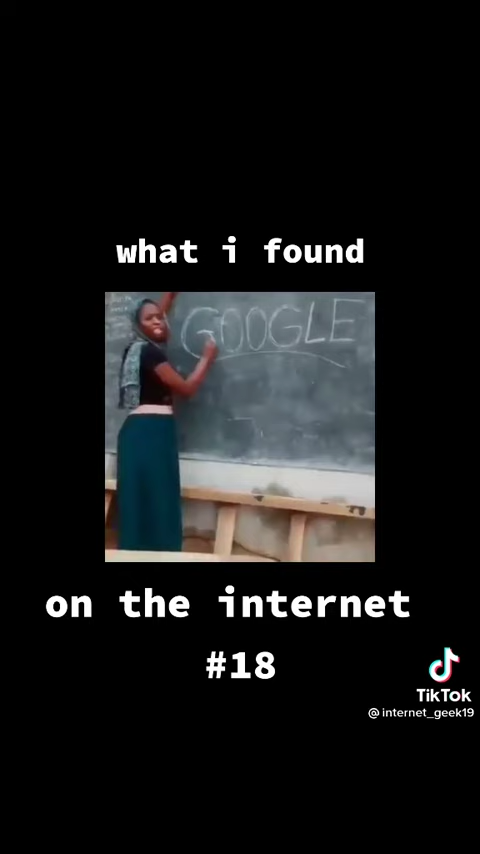 what i found
GOOGLE
on the internet
#18
TikTok
@internet_geek19